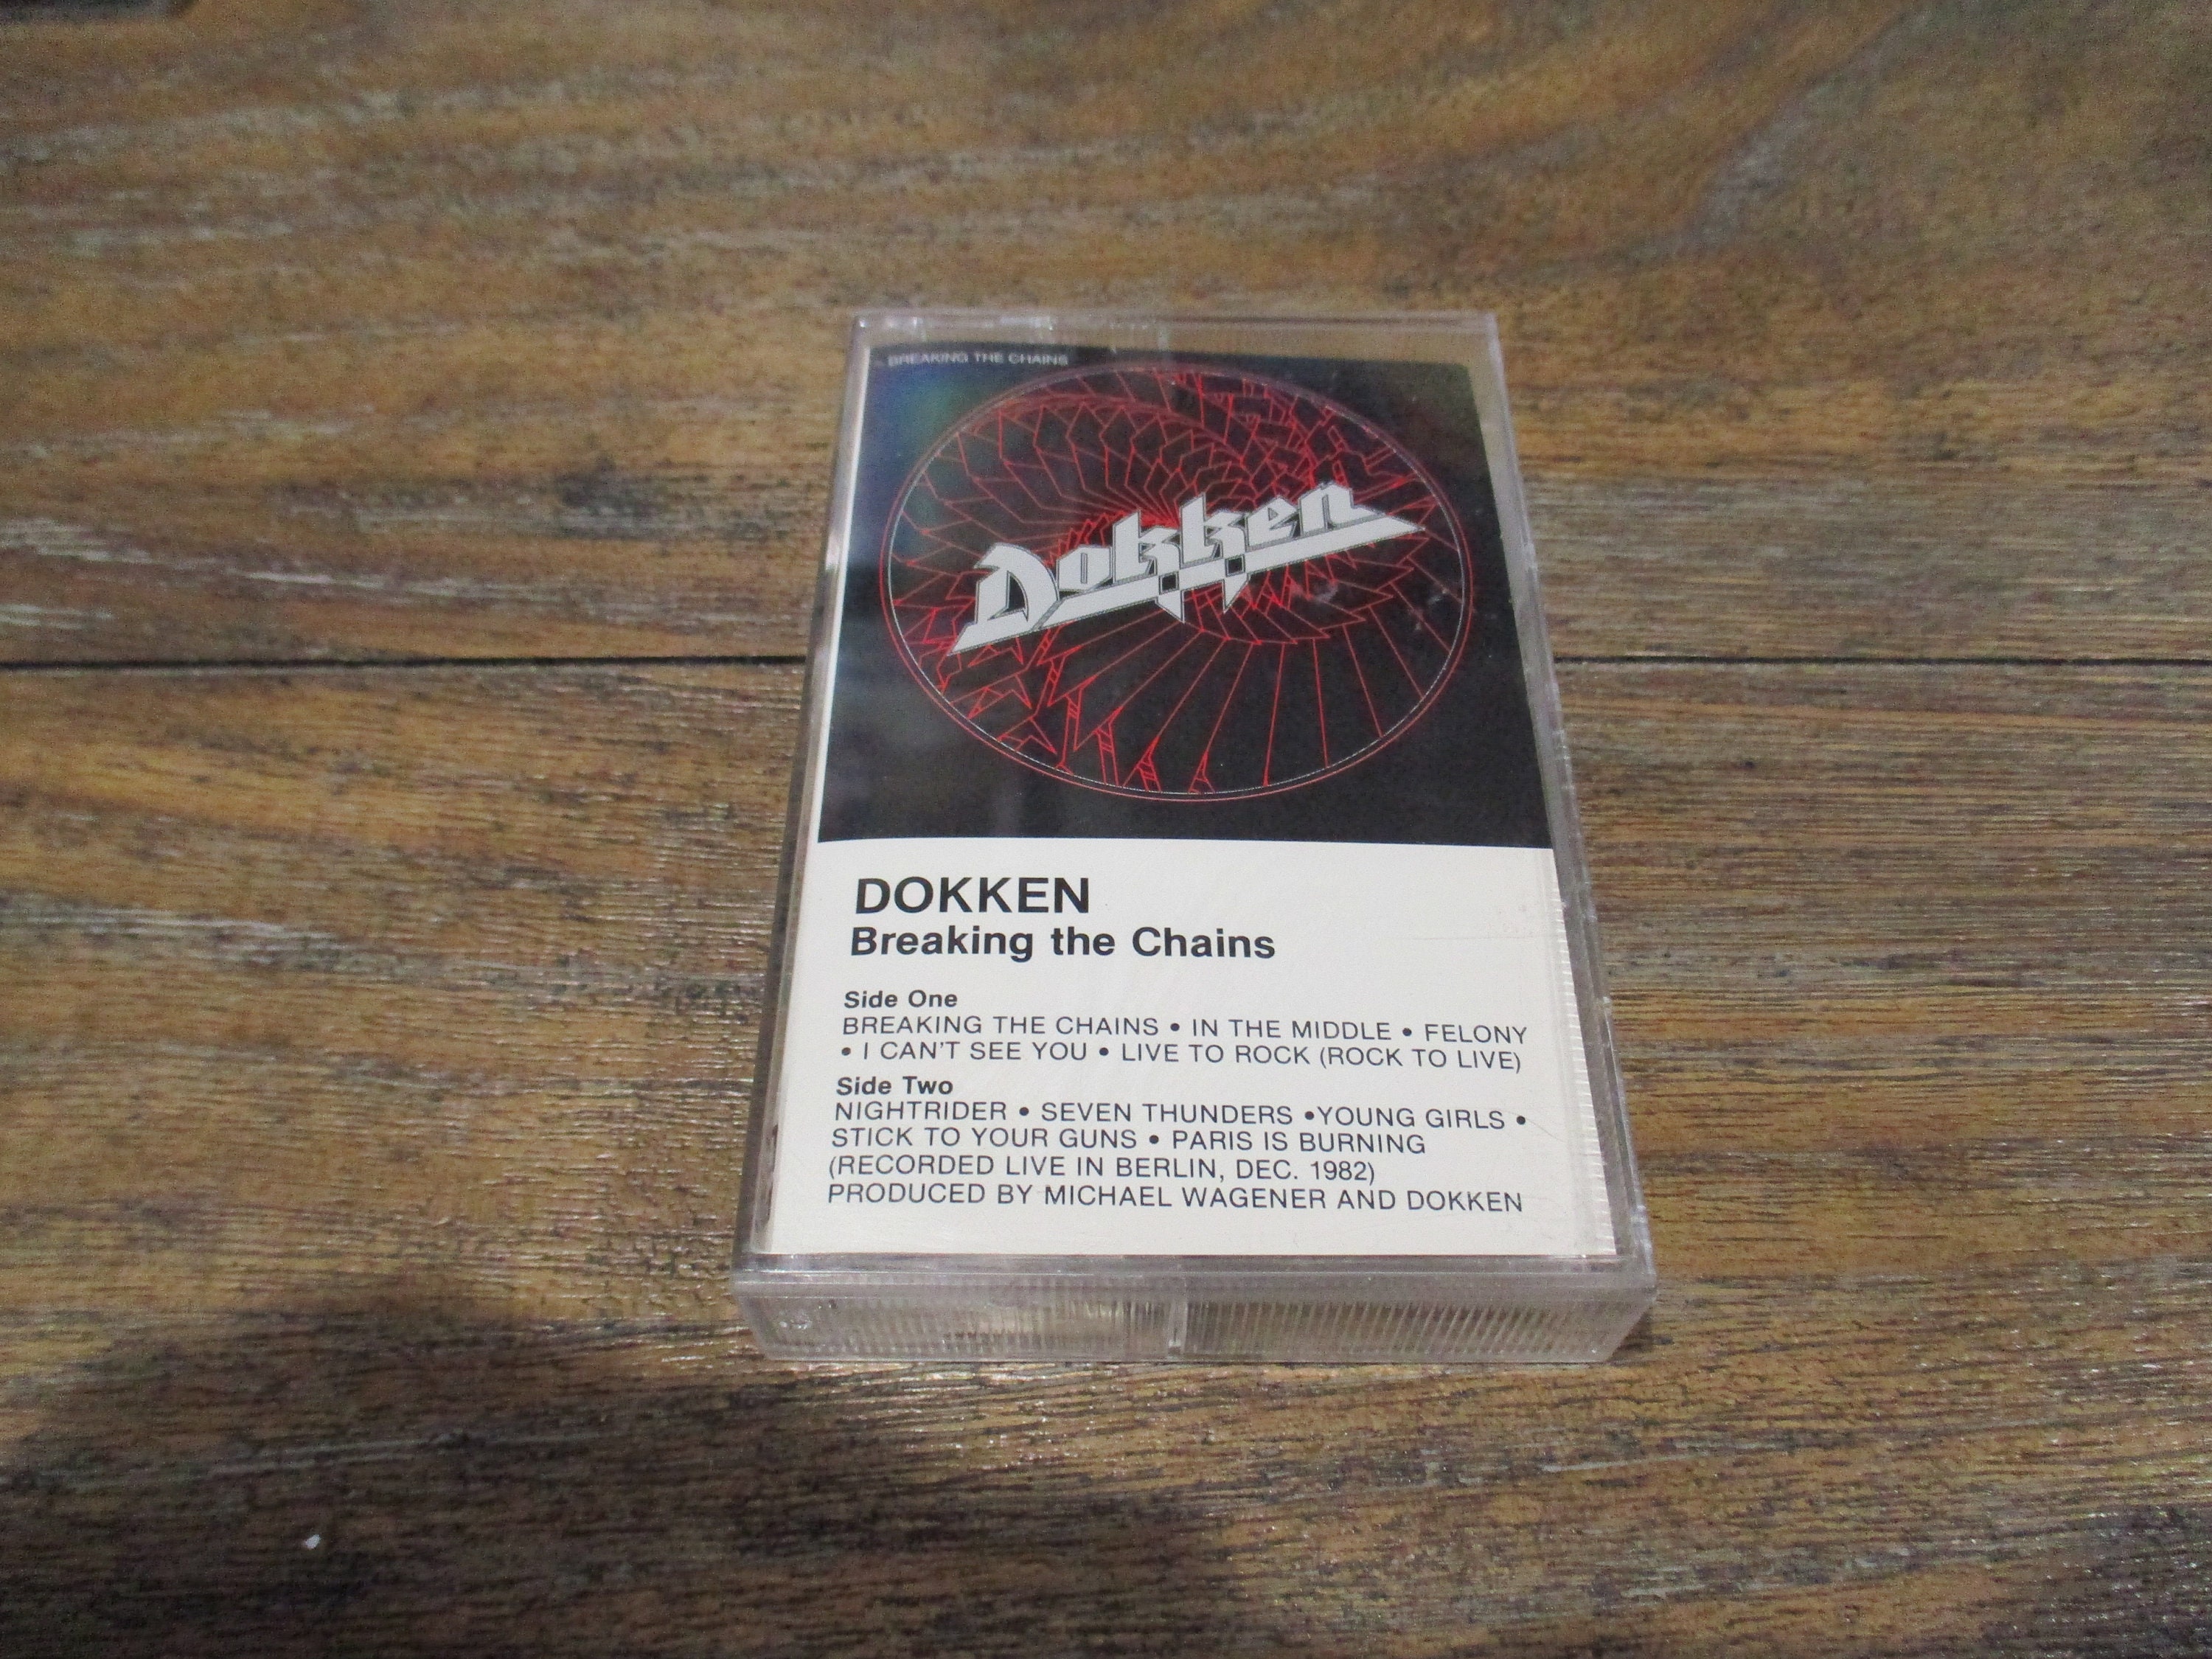 BREAKING THE CHAINS
Dokken
DOKKEN
Breaking the Chains
Side One
BREAKING THE CHAINS • IN THE MIDDLE • FELONY
• I CAN'T SEE YOU • LIVE TO ROCK (ROCK TO LIVE)
Side Two
NIGHTRIDER • SEVEN THUNDERS •YOUNG GIRLS •
STICK TO YOUR GUNS • PARIS IS BURNING
(RECORDED LIVE IN BERLIN, DEC. 1982)
PRODUCED BY MICHAEL WAGENER AND DOKKEN